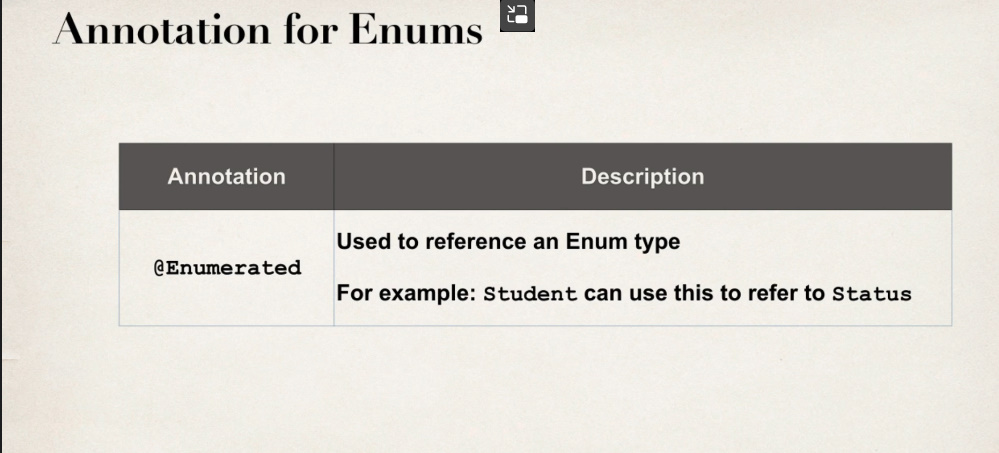 Annotation for Enums
Annotation
Description
@Enumerated
Used to reference an Enum type
For example: Student can use this to refer to Status